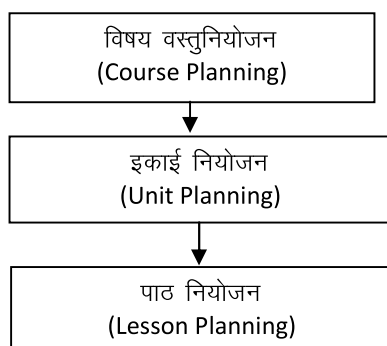 विषय वस्तुनियोजन
(Course Planning)
इकाई नियोजन
(Unit Planning)
पाठ नियोजन
(Lesson Planning)